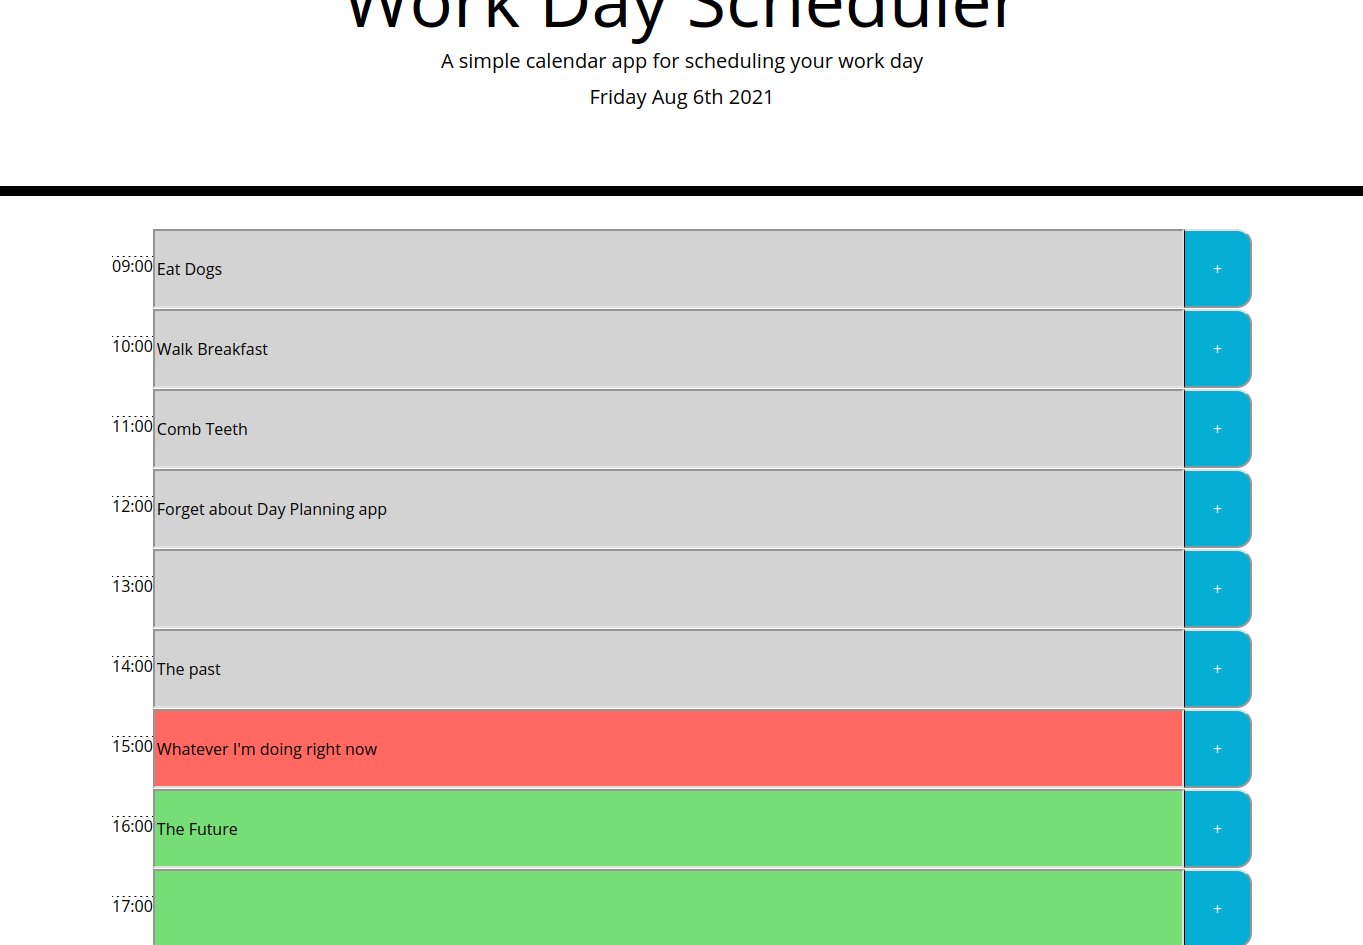 Work Day Scheduler
A simple calendar app for scheduling your work day
Friday Aug 6th 2021
09:00 Eat Dogs +
10:00 Walk Breakfast +
11:00 Comb Teeth +
12:00 Forget about Day Planning app +
13:00 +
14:00 The past +
15:00 Whatever I'm doing right now +
16:00 The Future +
17:00 +